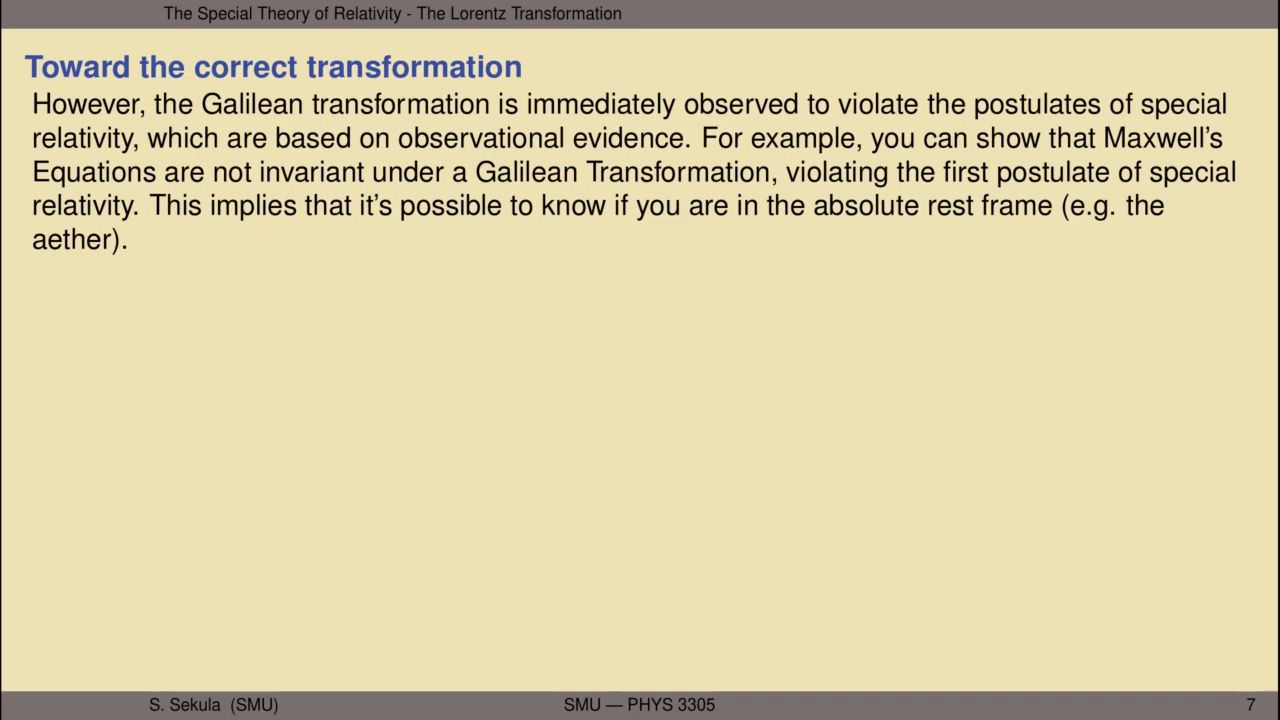 The Special Theory of Relativity - The Lorentz Transformation
Toward the correct transformation
However, the Galilean transformation is immediately observed to violate the postulates of special
relativity, which are based on observational evidence. For example, you can show that Maxwell's
Equations are not invariant under a Galilean Transformation, violating the first postulate of special
relativity. This implies that it's possible to know if you are in the absolute rest frame (e.g. the
aether).
S. Sekula (SMU) SMU — PHYS 3305 7